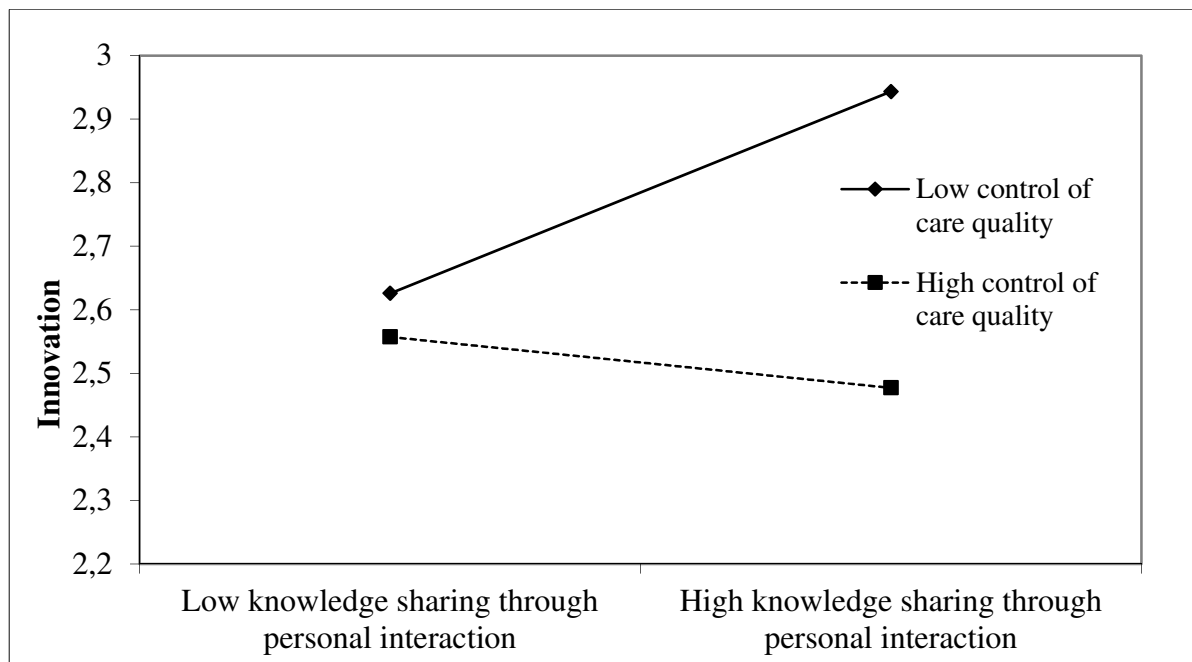 3
2,9
2,8
2,7
2,6
2,5
2,4
2,3
2,2
Innovation
Low control of
care quality
High control of
care quality
Low knowledge sharing through
personal interaction
High knowledge sharing through
personal interaction